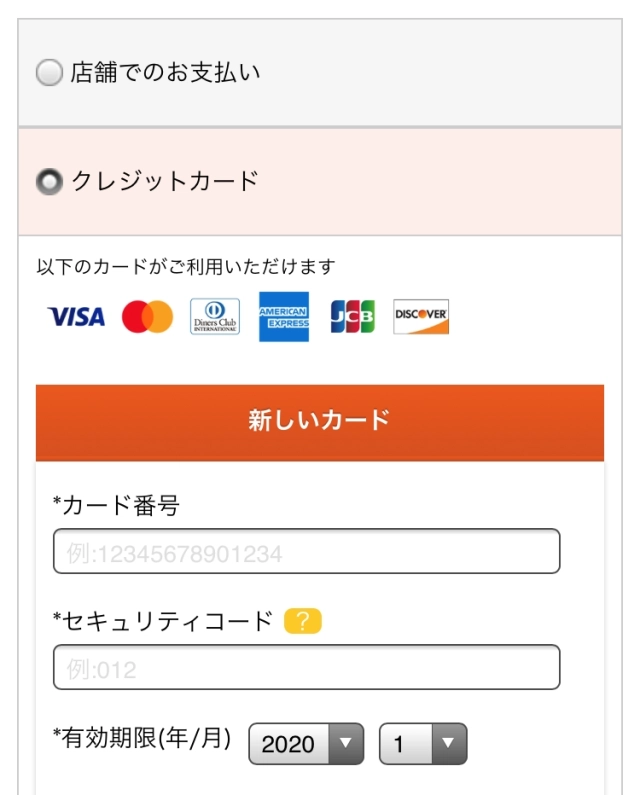 店舗でのお支払い
クレジットカード
以下のカードがご利用いただけます
VISA Diners Club INTERNATIONAL AMERICAN EXPRESS JCB DISCOVER
新しいカード
*カード番号
例:12345678901234
*セキュリティコード ?
例:012
*有効期限(年/月) 2020 1